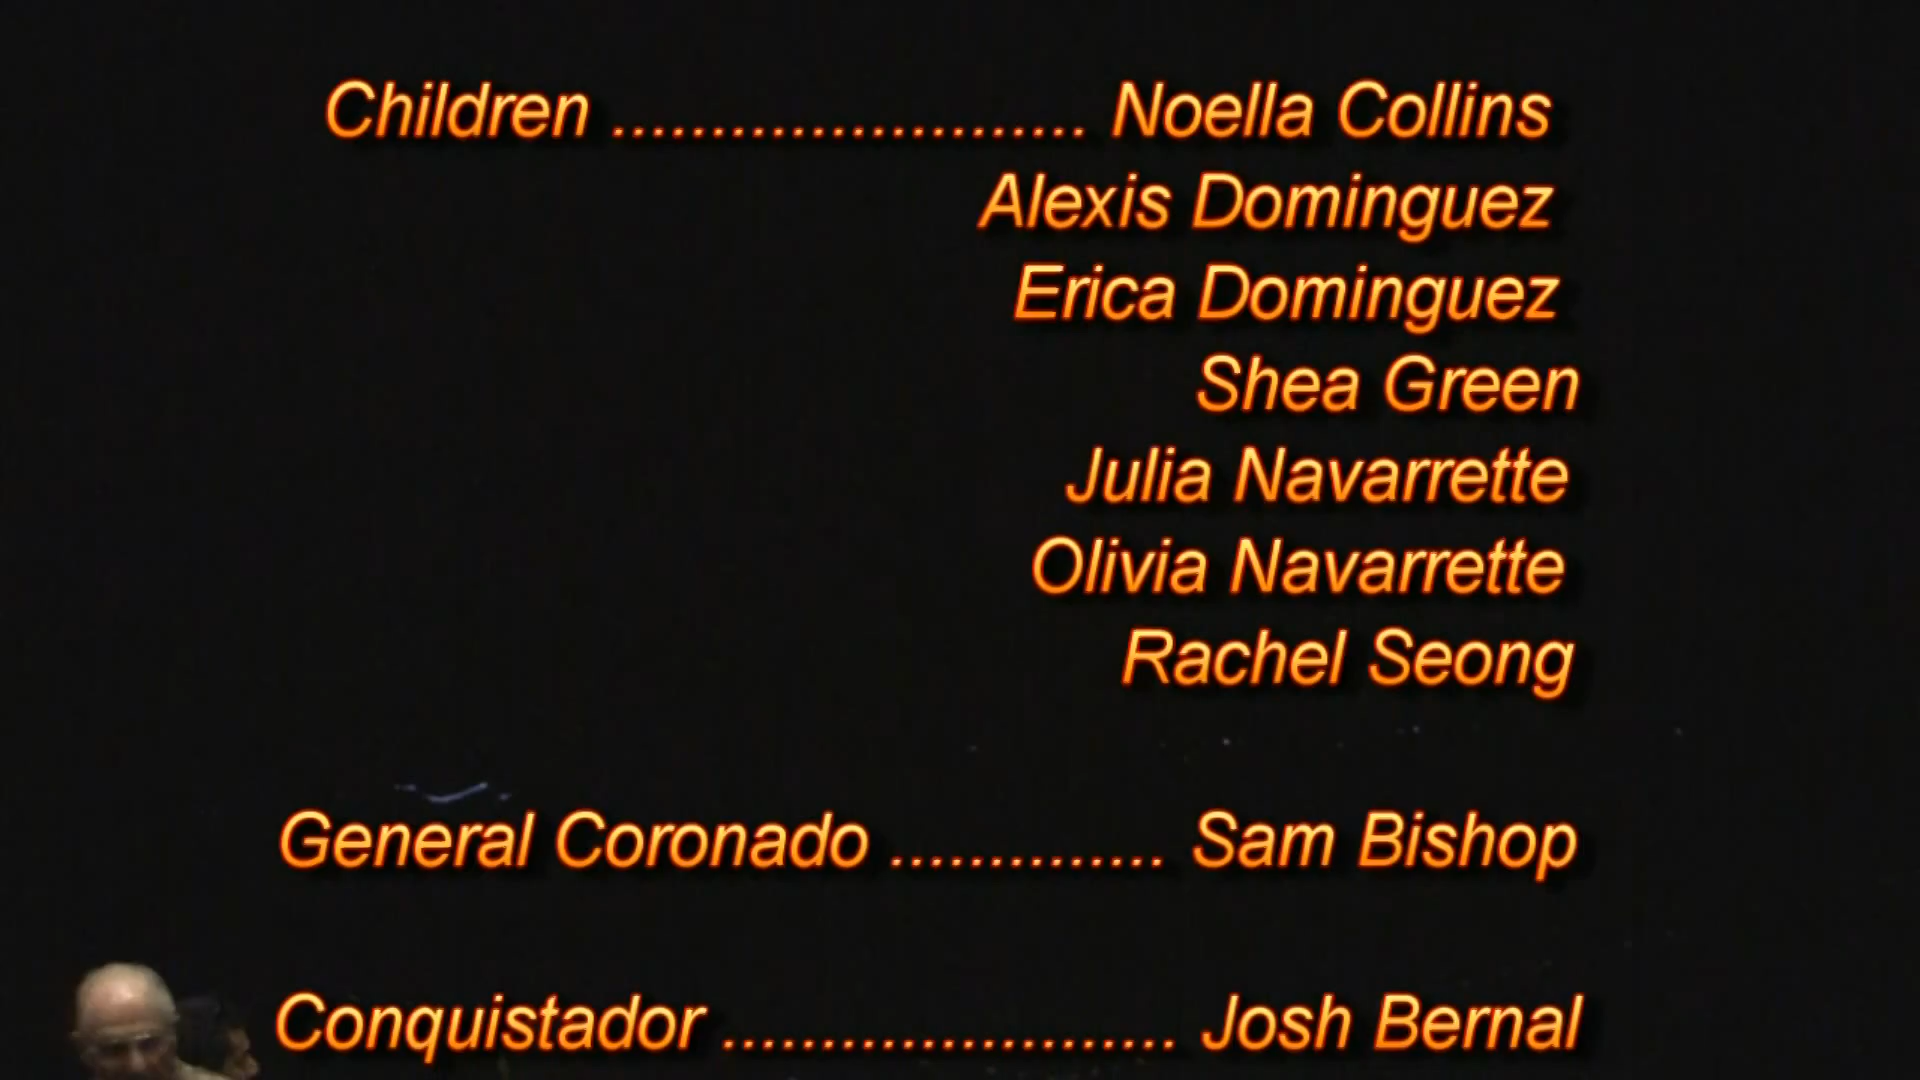 Children ........................ Noella Collins
Alexis Dominguez
Erica Dominguez
Shea Green
Julia Navarrette
Olivia Navarrette
Rachel Seong
General Coronado .............. Sam Bishop
Conquistador ....................... Josh Bernal